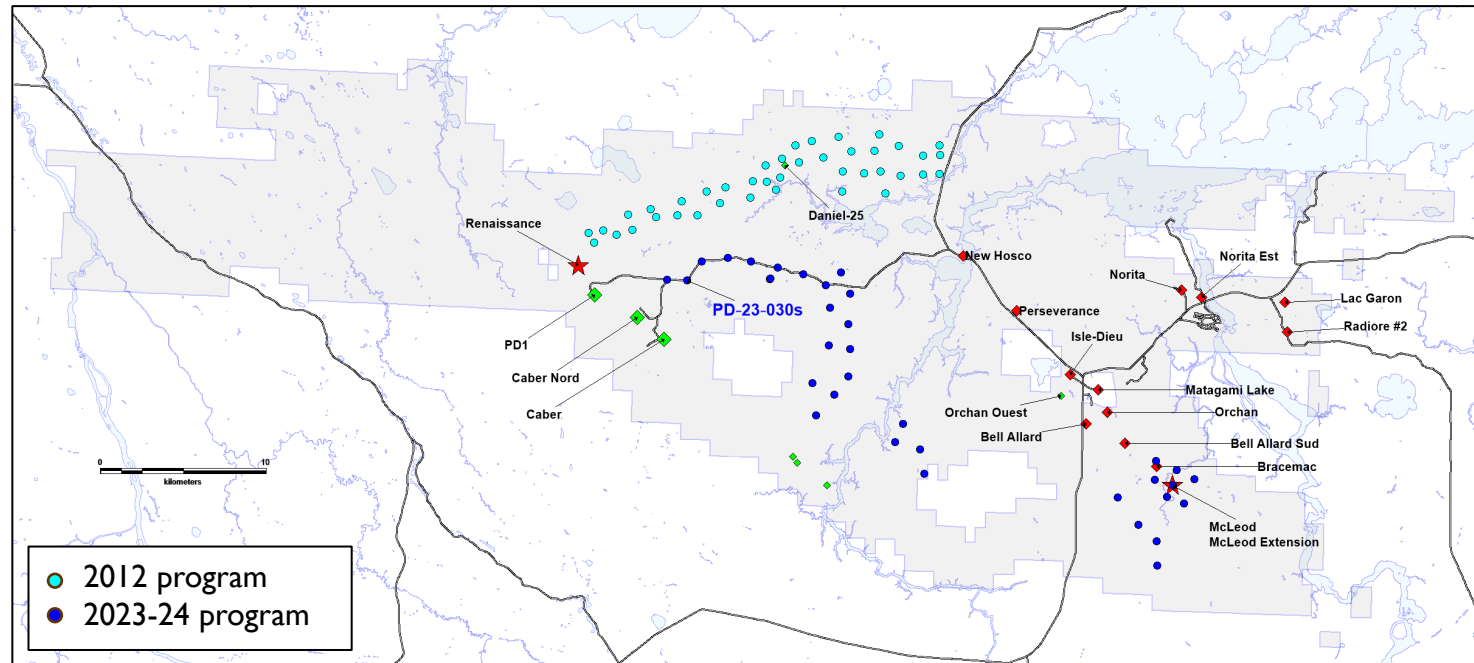 Renaissance
Daniel-25
New Hosco
Norita
Norita Est
Lac Garon
PD-23-030s
Perseverance
Radiore #2
PD1
Isle-Dieu
Caber Nord
Matagami Lake
Caber
Orchan Ouest
Orchan
Bell Allard
Bell Allard Sud
Bracemac
0 10
kilometers
McLeod
McLeod Extension
2012 program
2023-24 program